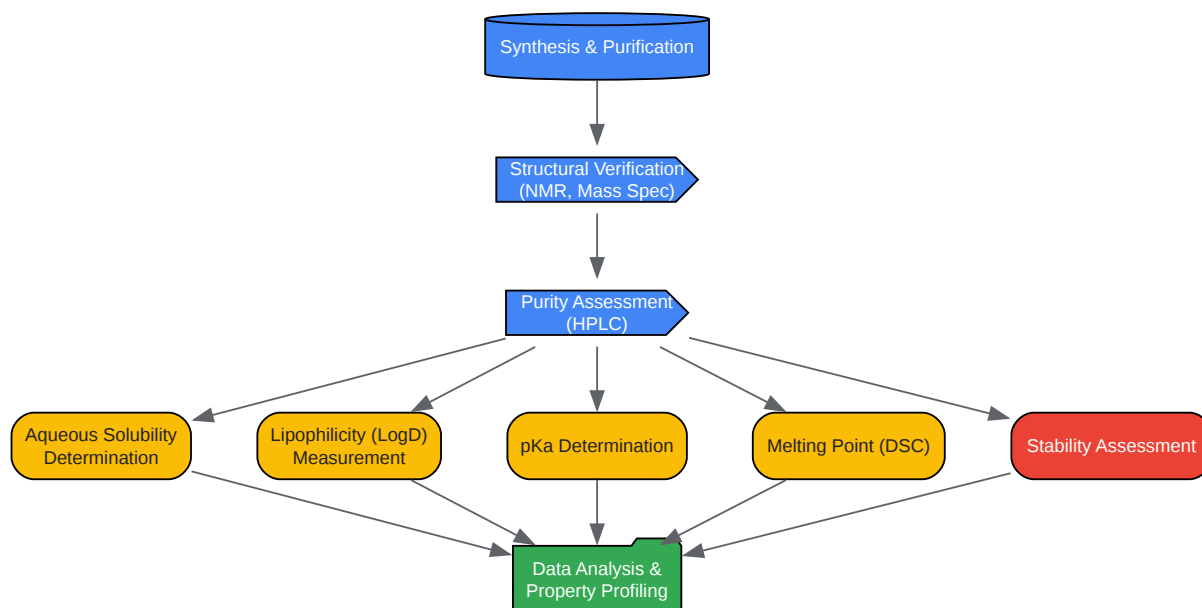 Synthesis & Purification
Structural Verification
(NMR, Mass Spec)
Purity Assessment
(HPLC)
Aqueous Solubility
Determination
Lipophilicity (LogD)
Measurement
pKa Determination
Melting Point (DSC)
Stability Assessment
Data Analysis &
Property Profiling